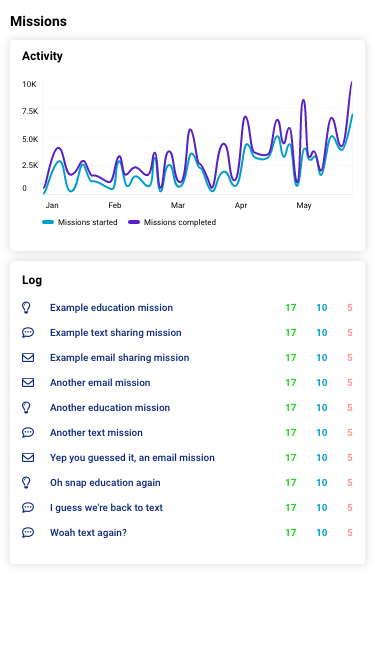 Missions
Activity
10K
7.5K
5.0K
2.5K
0
Jan Feb Mar Apr May
Missions started Missions completed
Log
Example education mission 17 10 5
Example text sharing mission 17 10 5
Example email sharing mission 17 10 5
Another email mission 17 10 5
Another education mission 17 10 5
Another text mission 17 10 5
Yep you guessed it, an email mission 17 10 5
Oh snap education again 17 10 5
I guess we're back to text 17 10 5
Woah text again? 17 10 5